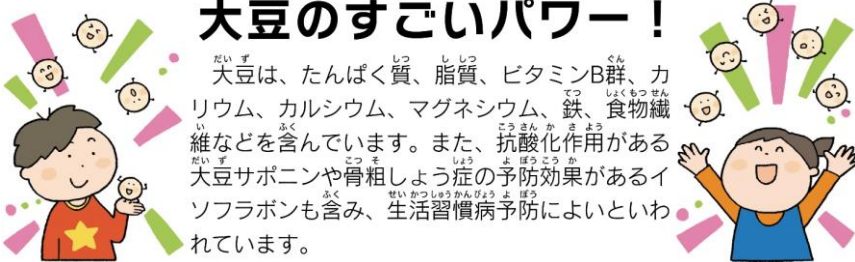 大豆のすごいパワー！
大豆は、たんぱく質、脂質、ビタミンB群、カ
リウム、カルシウム、マグネシウム、鉄、食物繊
維などを含んでいます。また、抗酸化作用がある
大豆サポニンや骨粗しょう症の予防効果があるイ
ソフラボンも含み、生活習慣病予防によいといわ
れています。